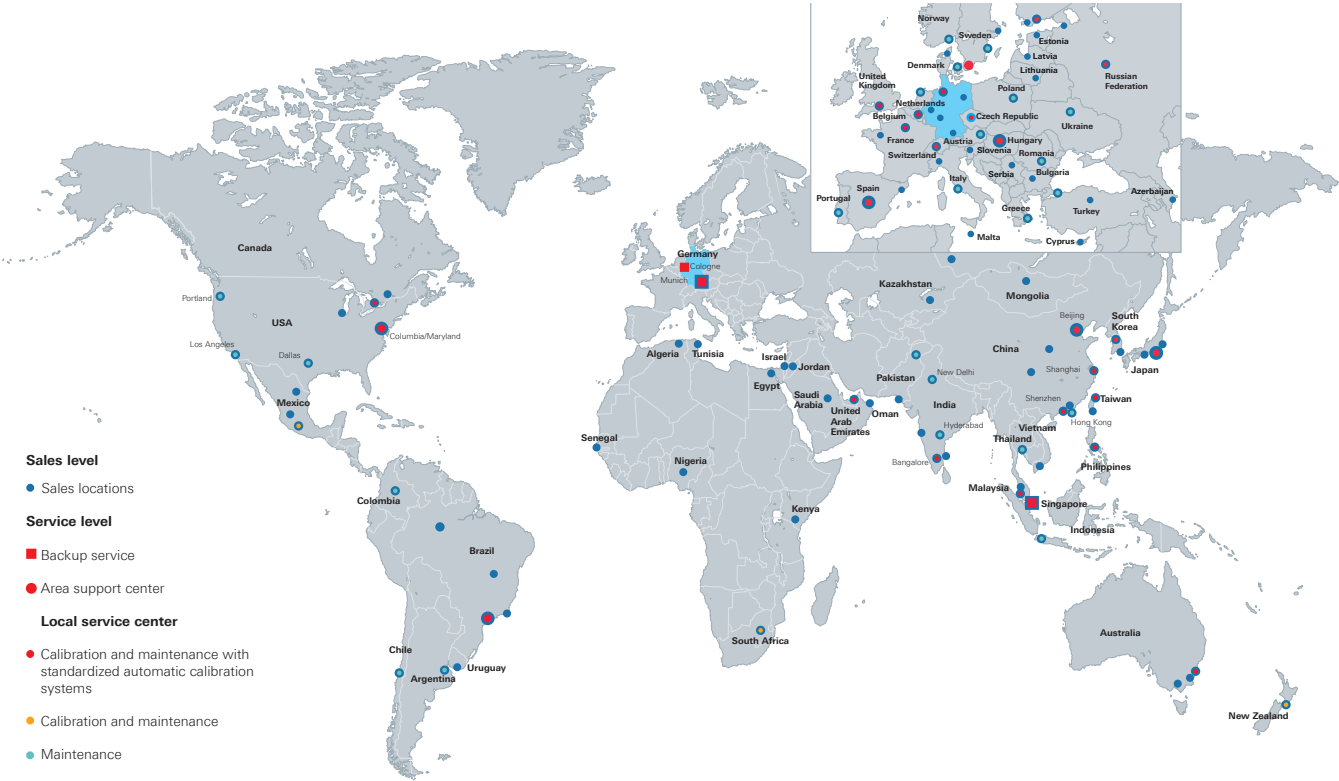 Norway
Sweden
Estonia
Denmark
Latvia
Lithuania
United
Kingdom
Russian
Federation
Poland
Netherlands
Belgium
Czech Republic
Ukraine
France
Austria
Hungary
Switzerland
Slovenia
Romania
Serbia
Bulgaria
Italy
Spain
Portugal
Azerbaijan
Greece
Turkey
Malta
Cyprus
Canada
Germany
Cologne
Munich
Portland
USA
Columbia/Maryland
Los Angeles
Dallas
Mexico
Kazakhstan
Mongolia
Beijing
South
Korea
China
Japan
Algeria
Tunisia
Israel
Jordan
Egypt
Pakistan
New Delhi
Shanghai
Saudi
Arabia
United
Arab
Emirates
Oman
India
Shenzhen
Taiwan
Hong Kong
Hyderabad
Vietnam
Thailand
Senegal
Nigeria
Bangalore
Philippines
Malaysia
Singapore
Colombia
Kenya
Indonesia
Brazil
South Africa
Australia
Chile
Argentina
Uruguay
New Zealand
Sales level
Sales locations
Service level
Backup service
Area support center
Local service center
Calibration and maintenance with
standardized automatic calibration
systems
Calibration and maintenance
Maintenance